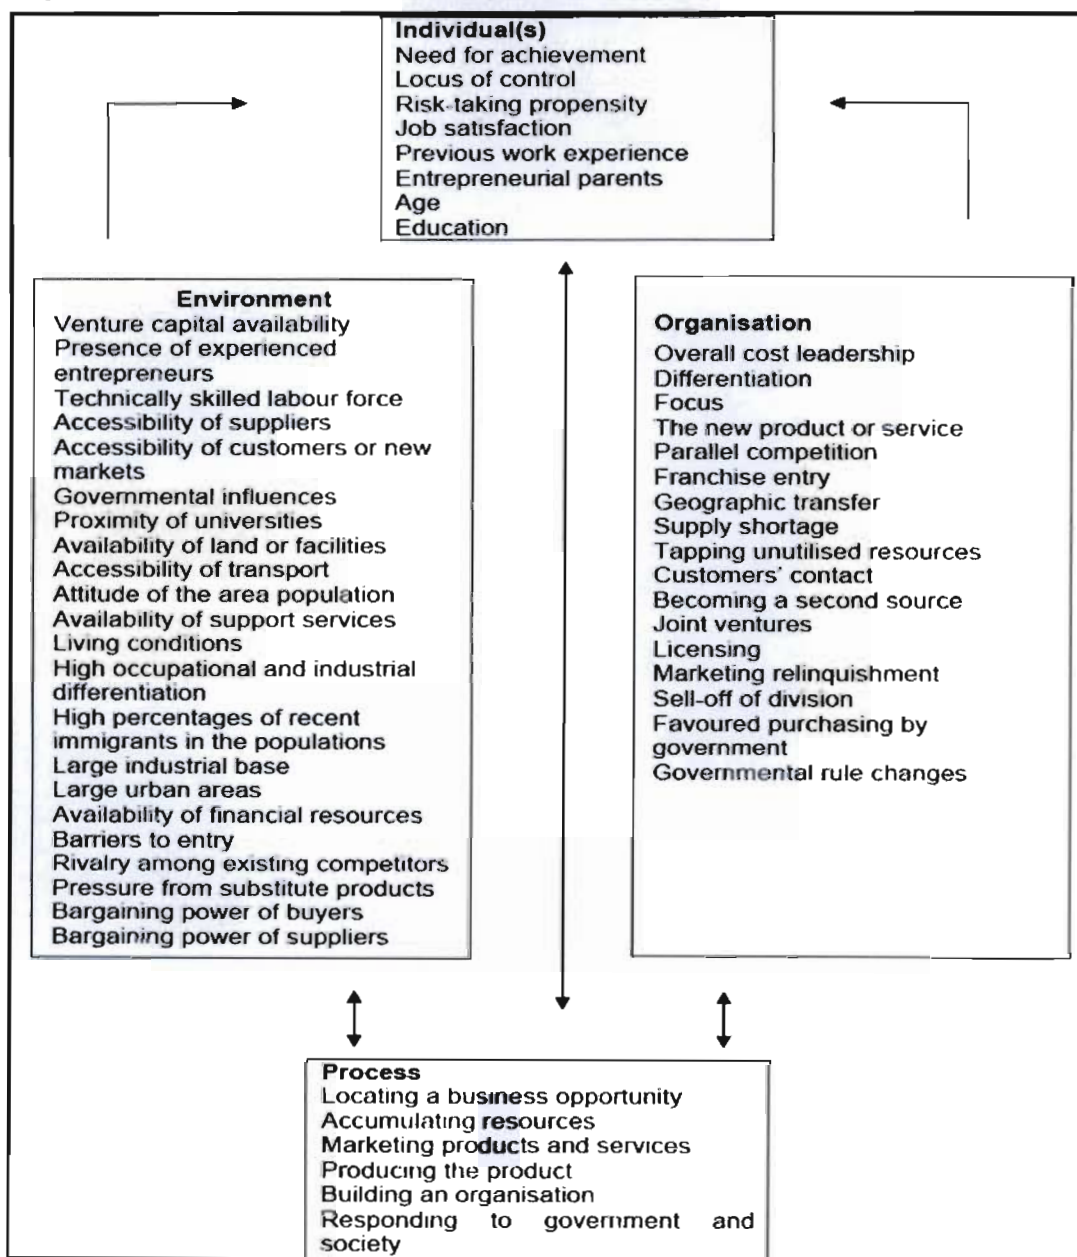 Individual(s)
Need for achievement
Locus of control
Risk-taking propensity
Job satisfaction
Previous work experience
Entrepreneurial parents
Age
Education
Environment
Venture capital availability
Presence of experienced
entrepreneurs
Technically skilled labour force
Accessibility of suppliers
Accessibility of customers or new
markets
Governmental influences
Proximity of universities
Availability of land or facilities
Accessibility of transport
Attitude of the area population
Availability of support services
Living conditions
High occupational and industrial
differentiation
High percentages of recent
immigrants in the populations
Large industrial base
Large urban areas
Availability of financial resources
Barriers to entry
Rivalry among existing competitors
Pressure from substitute products
Bargaining power of buyers
Bargaining power of suppliers
Organisation
Overall cost leadership
Differentiation
Focus
The new product or service
Parallel competition
Franchise entry
Geographic transfer
Supply shortage
Tapping unutilised resources
Customers' contact
Becoming a second source
Joint ventures
Licensing
Marketing relinquishment
Sell-off of division
Favoured purchasing by
government
Governmental rule changes
Process
Locating a business opportunity
Accumulating resources
Marketing products and services
Producing the product
Building an organisation
Responding to government and
society